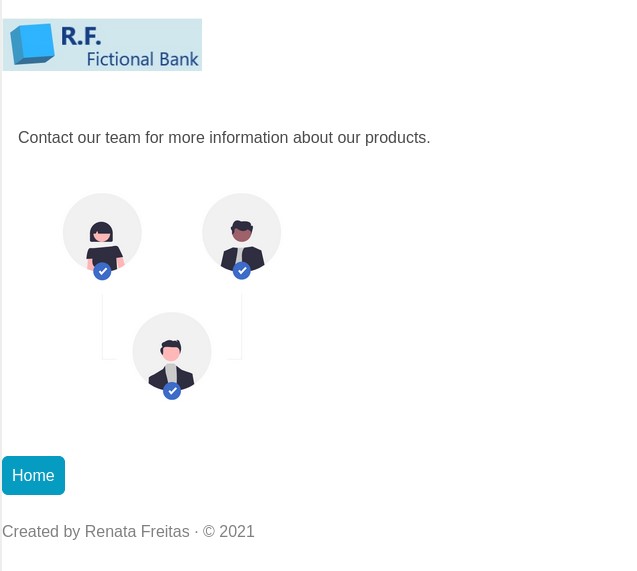 R.F.
Fictional Bank
Contact our team for more information about our products.
Home
Created by Renata Freitas · © 2021